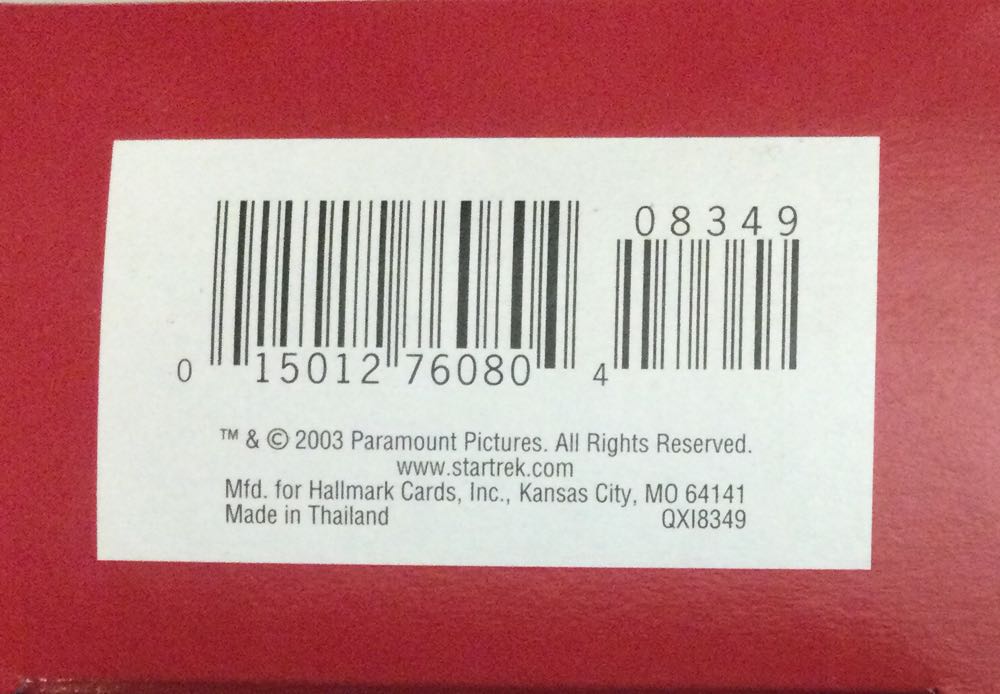 08349
0 15012 76080 4
™ & © 2003 Paramount Pictures. All Rights Reserved.
www.startrek.com
Mfd. for Hallmark Cards, Inc., Kansas City, MO 64141
Made in Thailand QXI8349